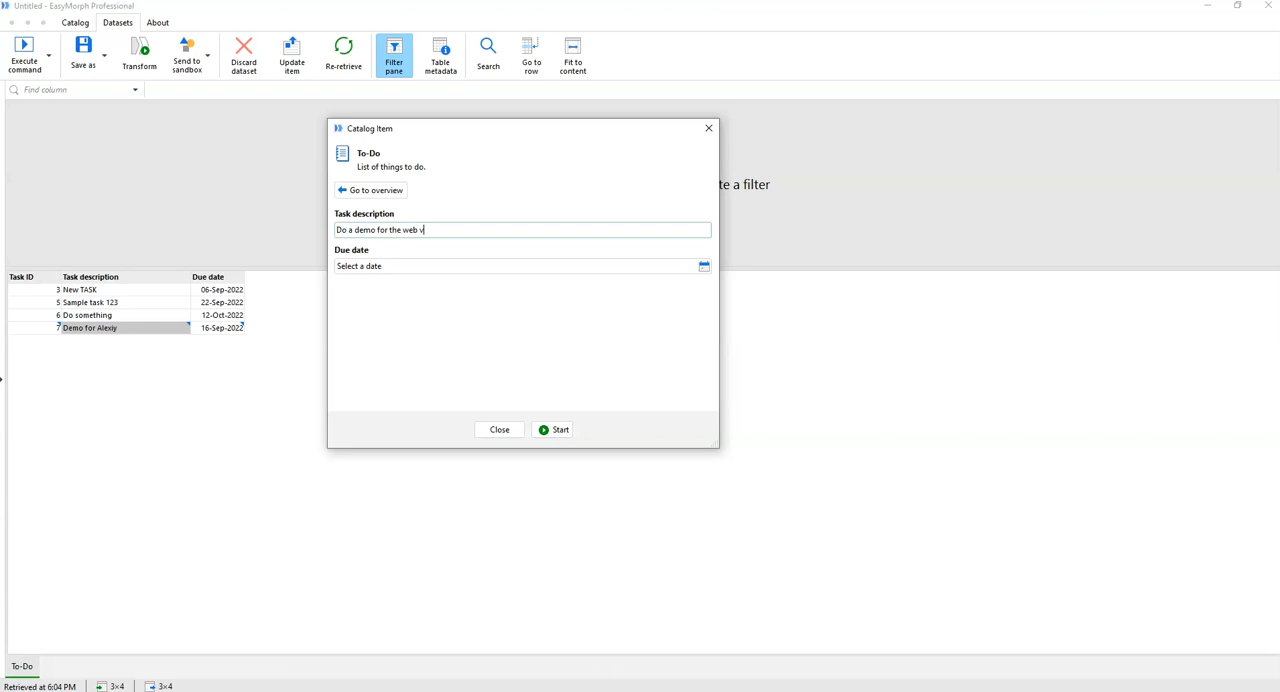 Untitled - EasyMorph Professional
Catalog Datasets About
Execute command
Save as
Transform
Send to sandbox
Discard dataset
Update item
Re-retrieve
Filter pane
Table metadata
Search
Go to row
Fit to content
Find column
te a filter
Catalog Item
To-Do
List of things to do.
Go to overview
Task description
Do a demo for the web v
Due date
Select a date
Close Start
Task ID Task description Due date
3 New TASK 06-Sep-2022
5 Sample task 123 22-Sep-2022
6 Do something 12-Oct-2022
7 Demo for Alexiy 16-Sep-2022
To-Do
Retrieved at 6:04 PM 3×4 3×4